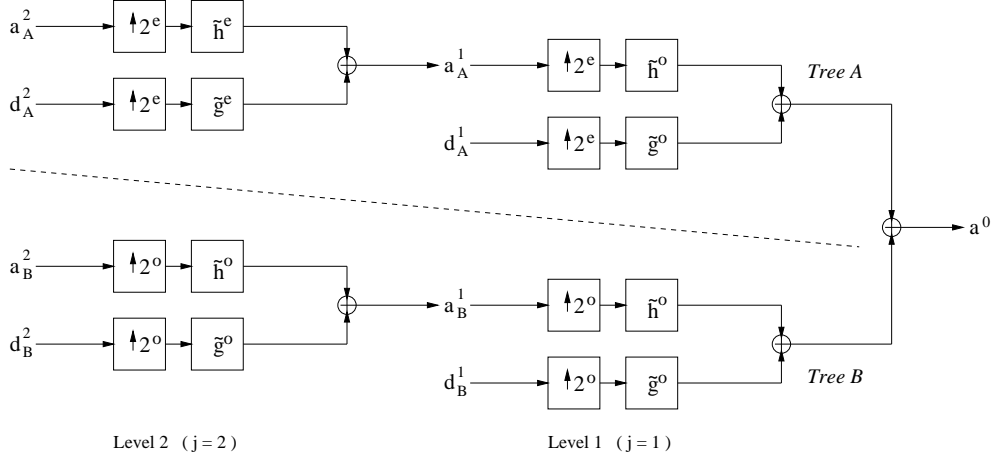 a_A^2 ↑2^e h̃^e
d_A^2 ↑2^e g̃^e
a_A^1 ↑2^e h̃^o
d_A^1 ↑2^e g̃^o
Tree A
a^0
a_B^2 ↑2^o h̃^o
d_B^2 ↑2^o g̃^o
a_B^1 ↑2^o h̃^o
d_B^1 ↑2^o g̃^o
Tree B
Level 2 ( j = 2 )
Level 1 ( j = 1 )